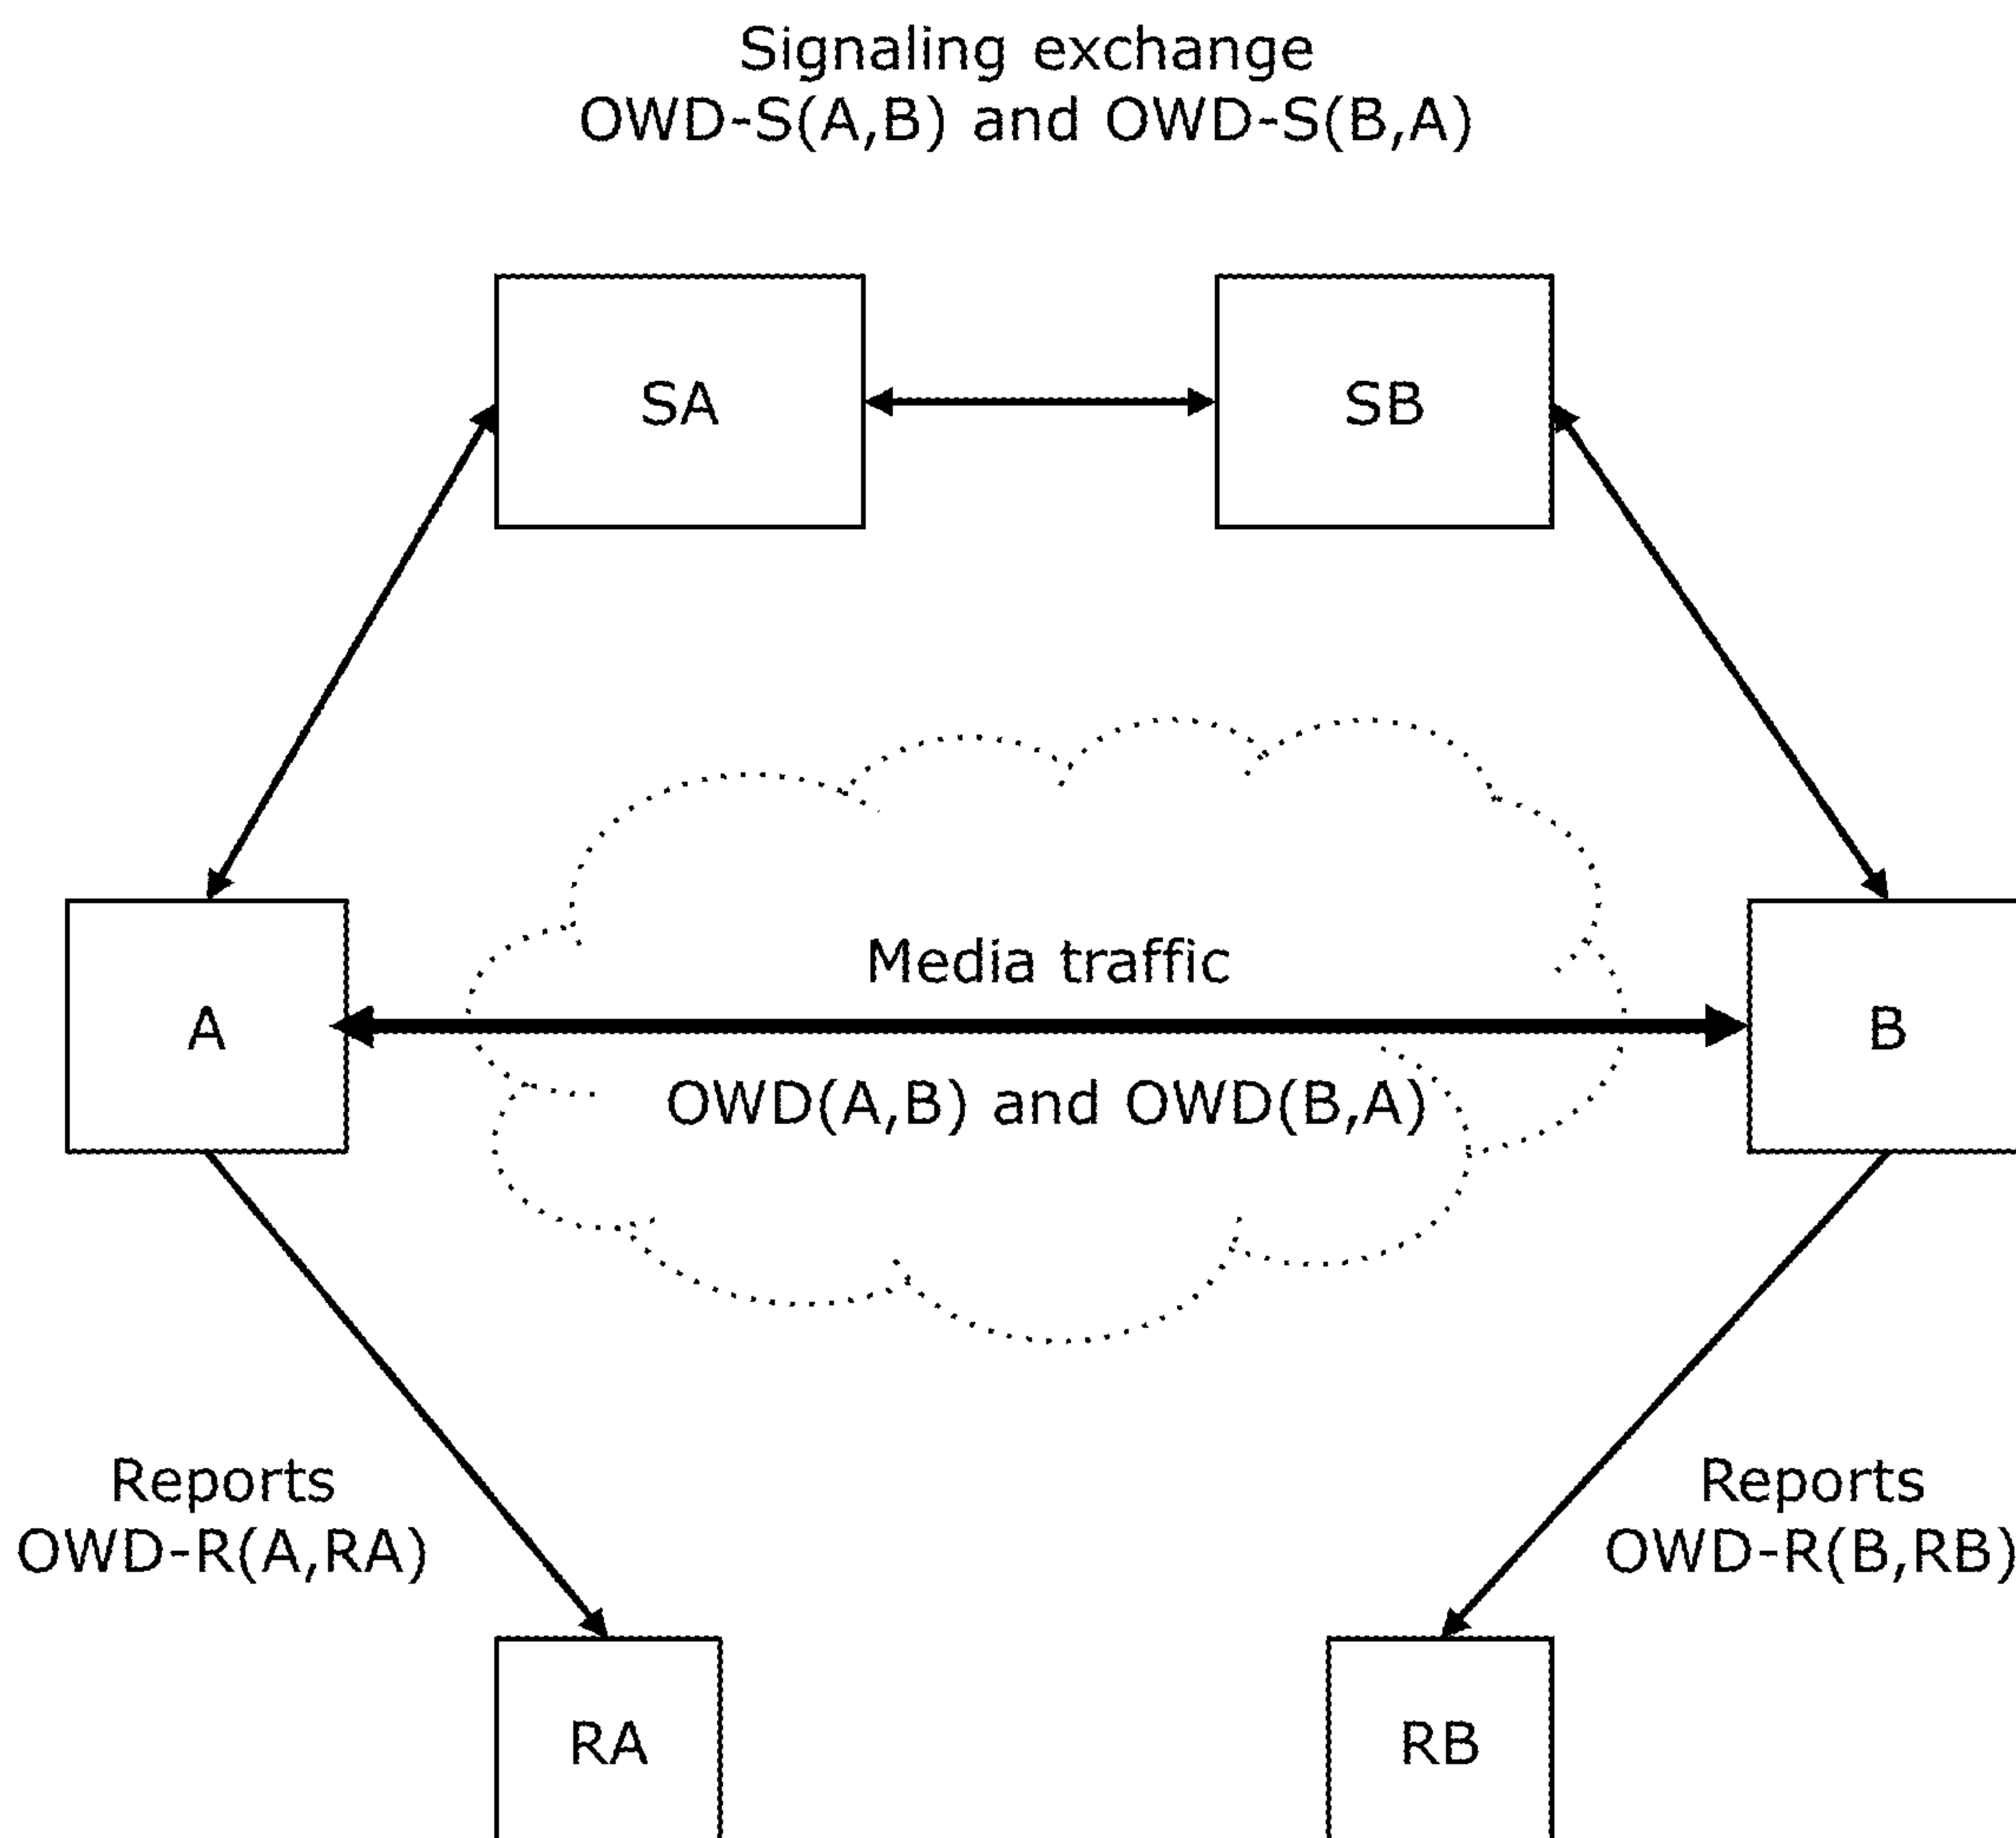 Signaling exchange
OWD-S(A,B) and OWD-S(B,A)
SA
SB
Media traffic
A
B
OWD(A,B) and OWD(B,A)
Reports
OWD-R(A,RA)
Reports
OWD-R(B,RB)
RA
RB